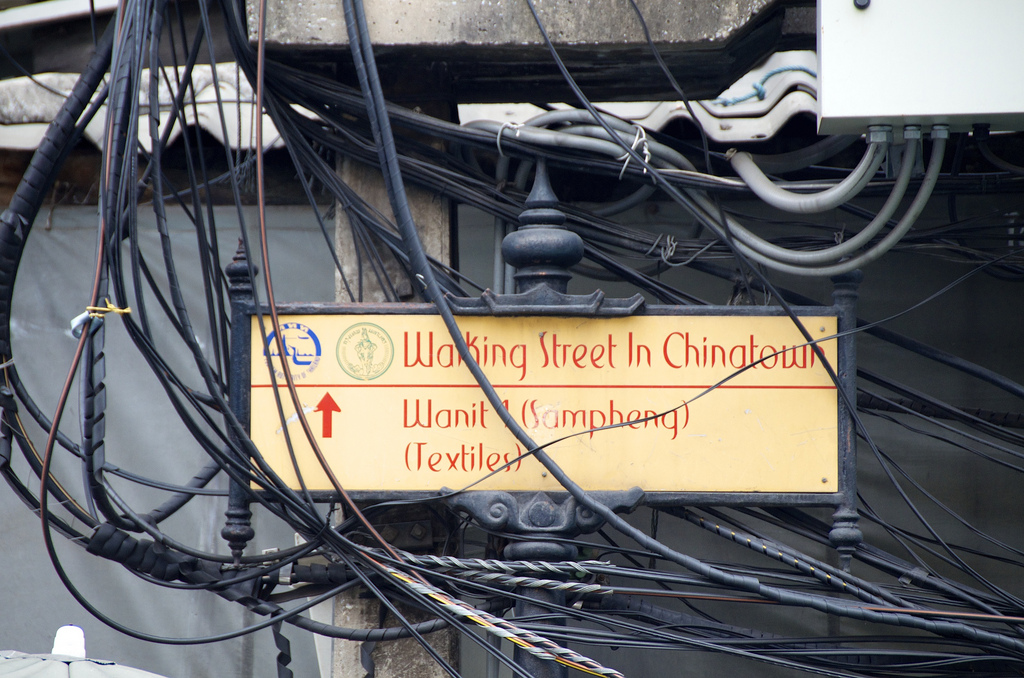 Walking Street In Chinatown
Wanit 1 (Sampheng)
(Textiles)